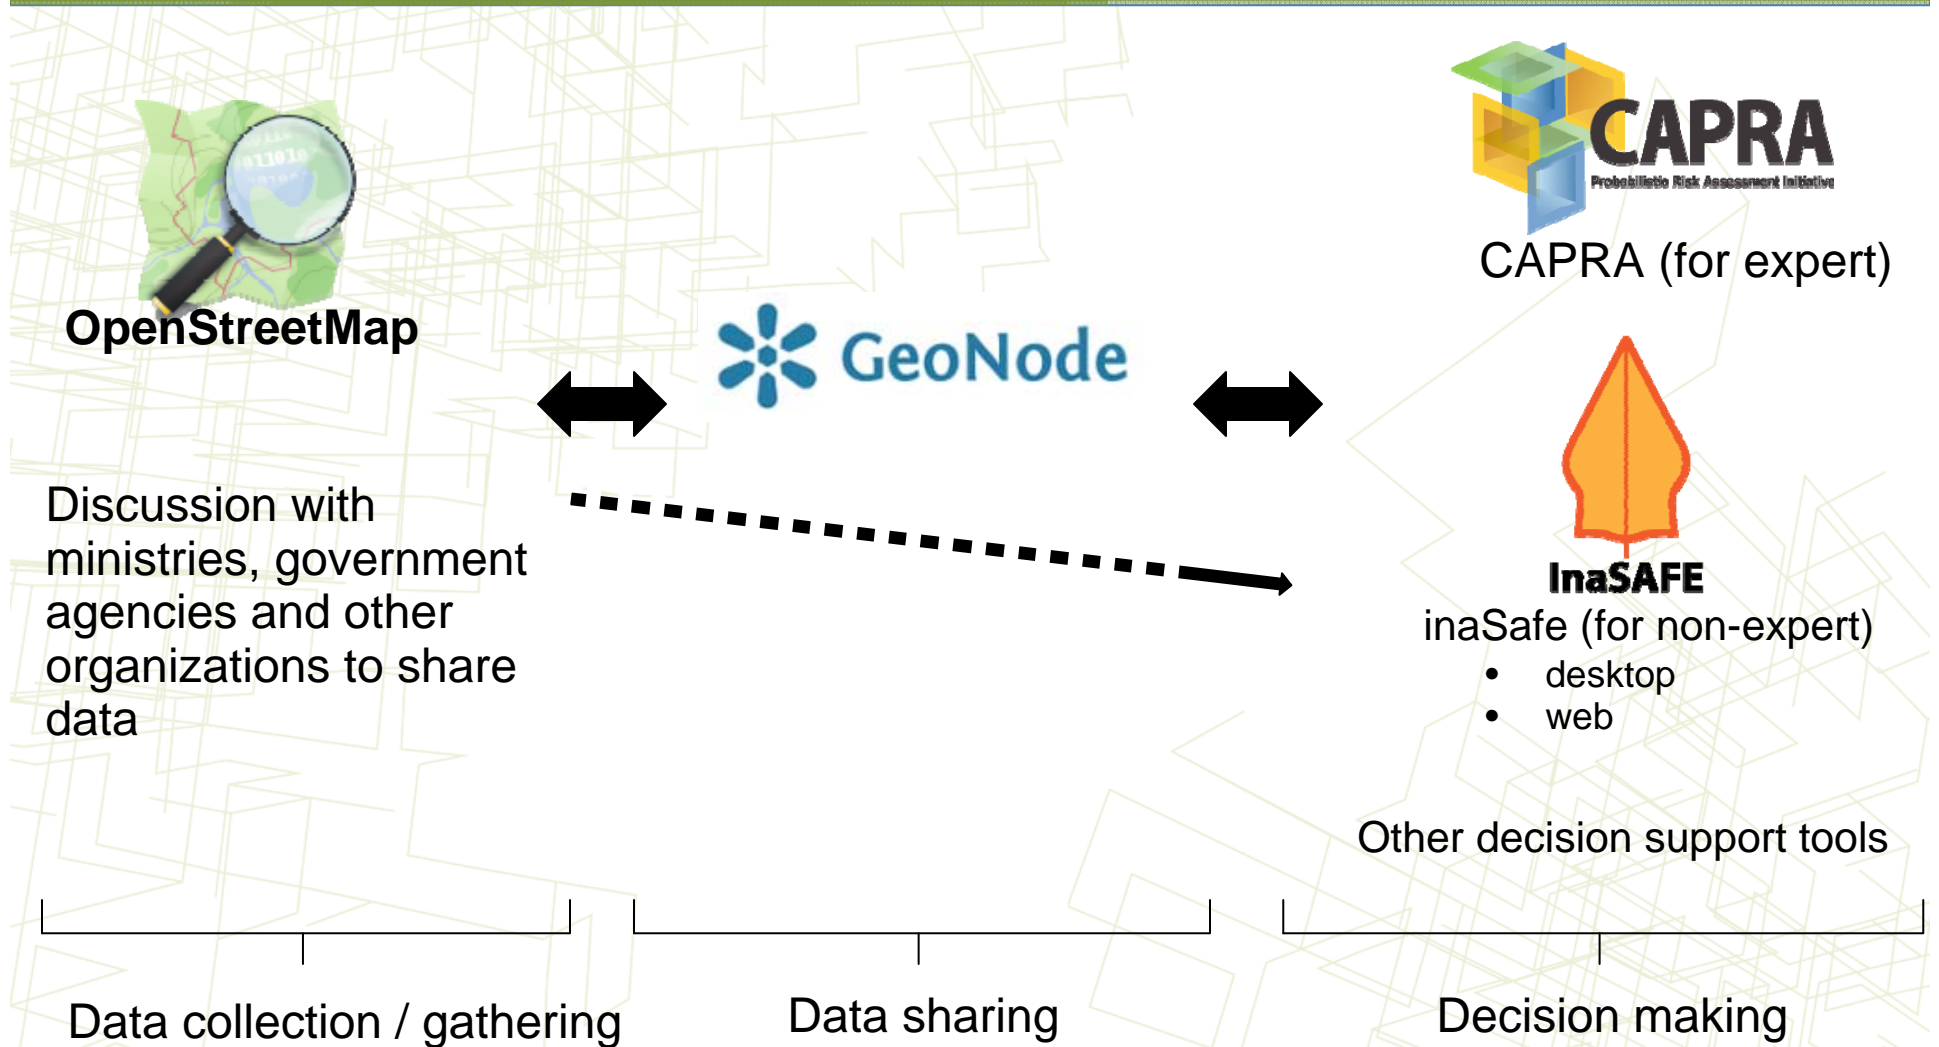 OpenStreetMap
Discussion with
ministries, government
agencies and other
organizations to share
data
GeoNode
CAPRA
Probabilistic Risk Assessment Initiative
CAPRA (for expert)
InaSAFE
inaSafe (for non-expert)
• desktop
• web
Other decision support tools
Data collection / gathering
Data sharing
Decision making